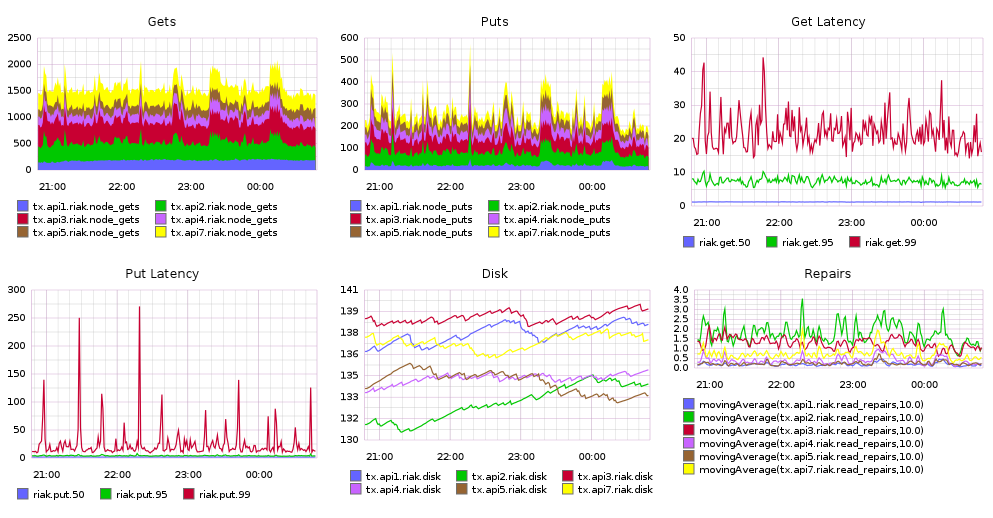 Gets
2500
2000
1500
1000
500
0
21:00 22:00 23:00 00:00
tx.api1.riak.node_gets tx.api2.riak.node_gets
tx.api3.riak.node_gets tx.api4.riak.node_gets
tx.api5.riak.node_gets tx.api7.riak.node_gets
Puts
600
500
400
300
200
100
0
21:00 22:00 23:00 00:00
tx.api1.riak.node_puts tx.api2.riak.node_puts
tx.api3.riak.node_puts tx.api4.riak.node_puts
tx.api5.riak.node_puts tx.api7.riak.node_puts
Get Latency
50
40
30
20
10
0
21:00 22:00 23:00 00:00
riak.get.50 riak.get.95 riak.get.99
Put Latency
300
250
200
150
100
50
0
21:00 22:00 23:00 00:00
riak.put.50 riak.put.95 riak.put.99
Disk
141
139
138
136
135
133
132
130
21:00 22:00 23:00 00:00
tx.api1.riak.disk tx.api2.riak.disk tx.api3.riak.disk
tx.api4.riak.disk tx.api5.riak.disk tx.api7.riak.disk
Repairs
4.0
3.5
3.0
2.5
2.0
1.5
1.0
0.5
0.0
21:00 22:00 23:00 00:00
movingAverage(tx.api1.riak.read_repairs,10.0)
movingAverage(tx.api2.riak.read_repairs,10.0)
movingAverage(tx.api3.riak.read_repairs,10.0)
movingAverage(tx.api4.riak.read_repairs,10.0)
movingAverage(tx.api5.riak.read_repairs,10.0)
movingAverage(tx.api7.riak.read_repairs,10.0)